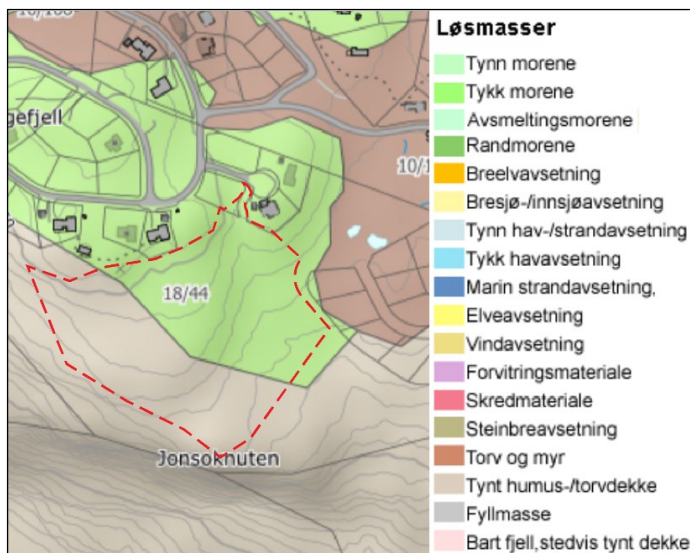 gefjell
10/1
18/44
Jonsokhuten
Løsmasser
Tynn morene
Tykk morene
Avsmeltingsmorene
Randmorene
Breelvavsetning
Bresjø-/innsjøavsetning
Tynn hav-/strandavsetning
Tykk havavsetning
Marin strandavsetning,
Elveavsetning
Vindavsetning
Forvitringsmateriale
Skredmateriale
Steinbreavsetning
Torv og myr
Tynt humus-/torvdekke
Fyllmasse
Bart fjell,stedvis tynt dekke